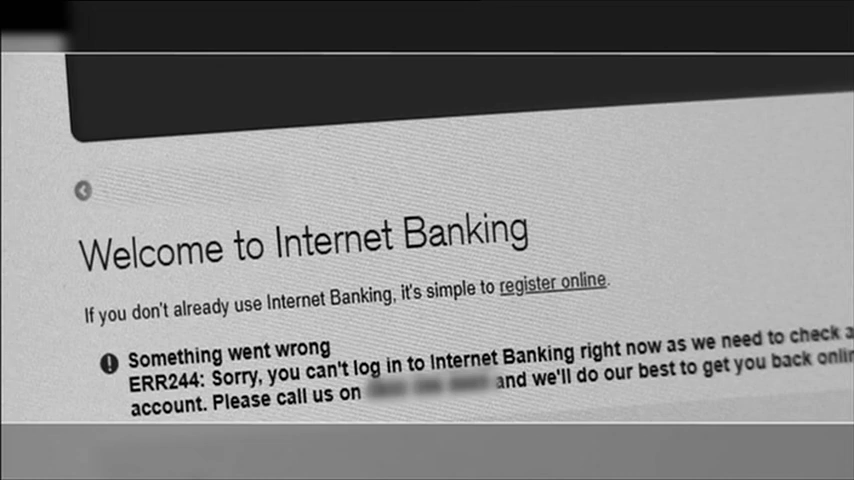 Welcome to Internet Banking
If you don't already use Internet Banking, it's simple to register online.
Something went wrong
ERR244: Sorry, you can't log in to Internet Banking right now as we need to check a
account. Please call us on and we'll do our best to get you back onlin